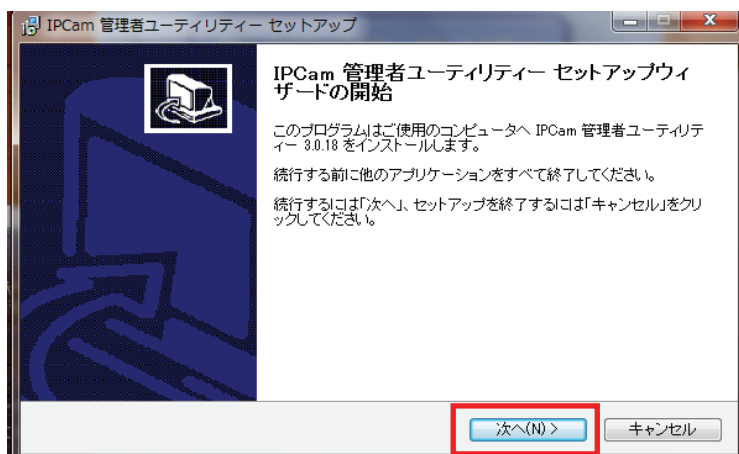 IPCam 管理者ユーティリティー セットアップ
IPCam 管理者ユーティリティー セットアップウィ
ザードの開始
このプログラムはご使用のコンピュータへ IPCam 管理者ユーティリテ
ィー 3.0.18 をインストールします。
続行する前に他のアプリケーションをすべて終了してください。
続行するには「次へ」、セットアップを終了するには「キャンセル」をクリ
ックしてください。
次へ(N) >
キャンセル